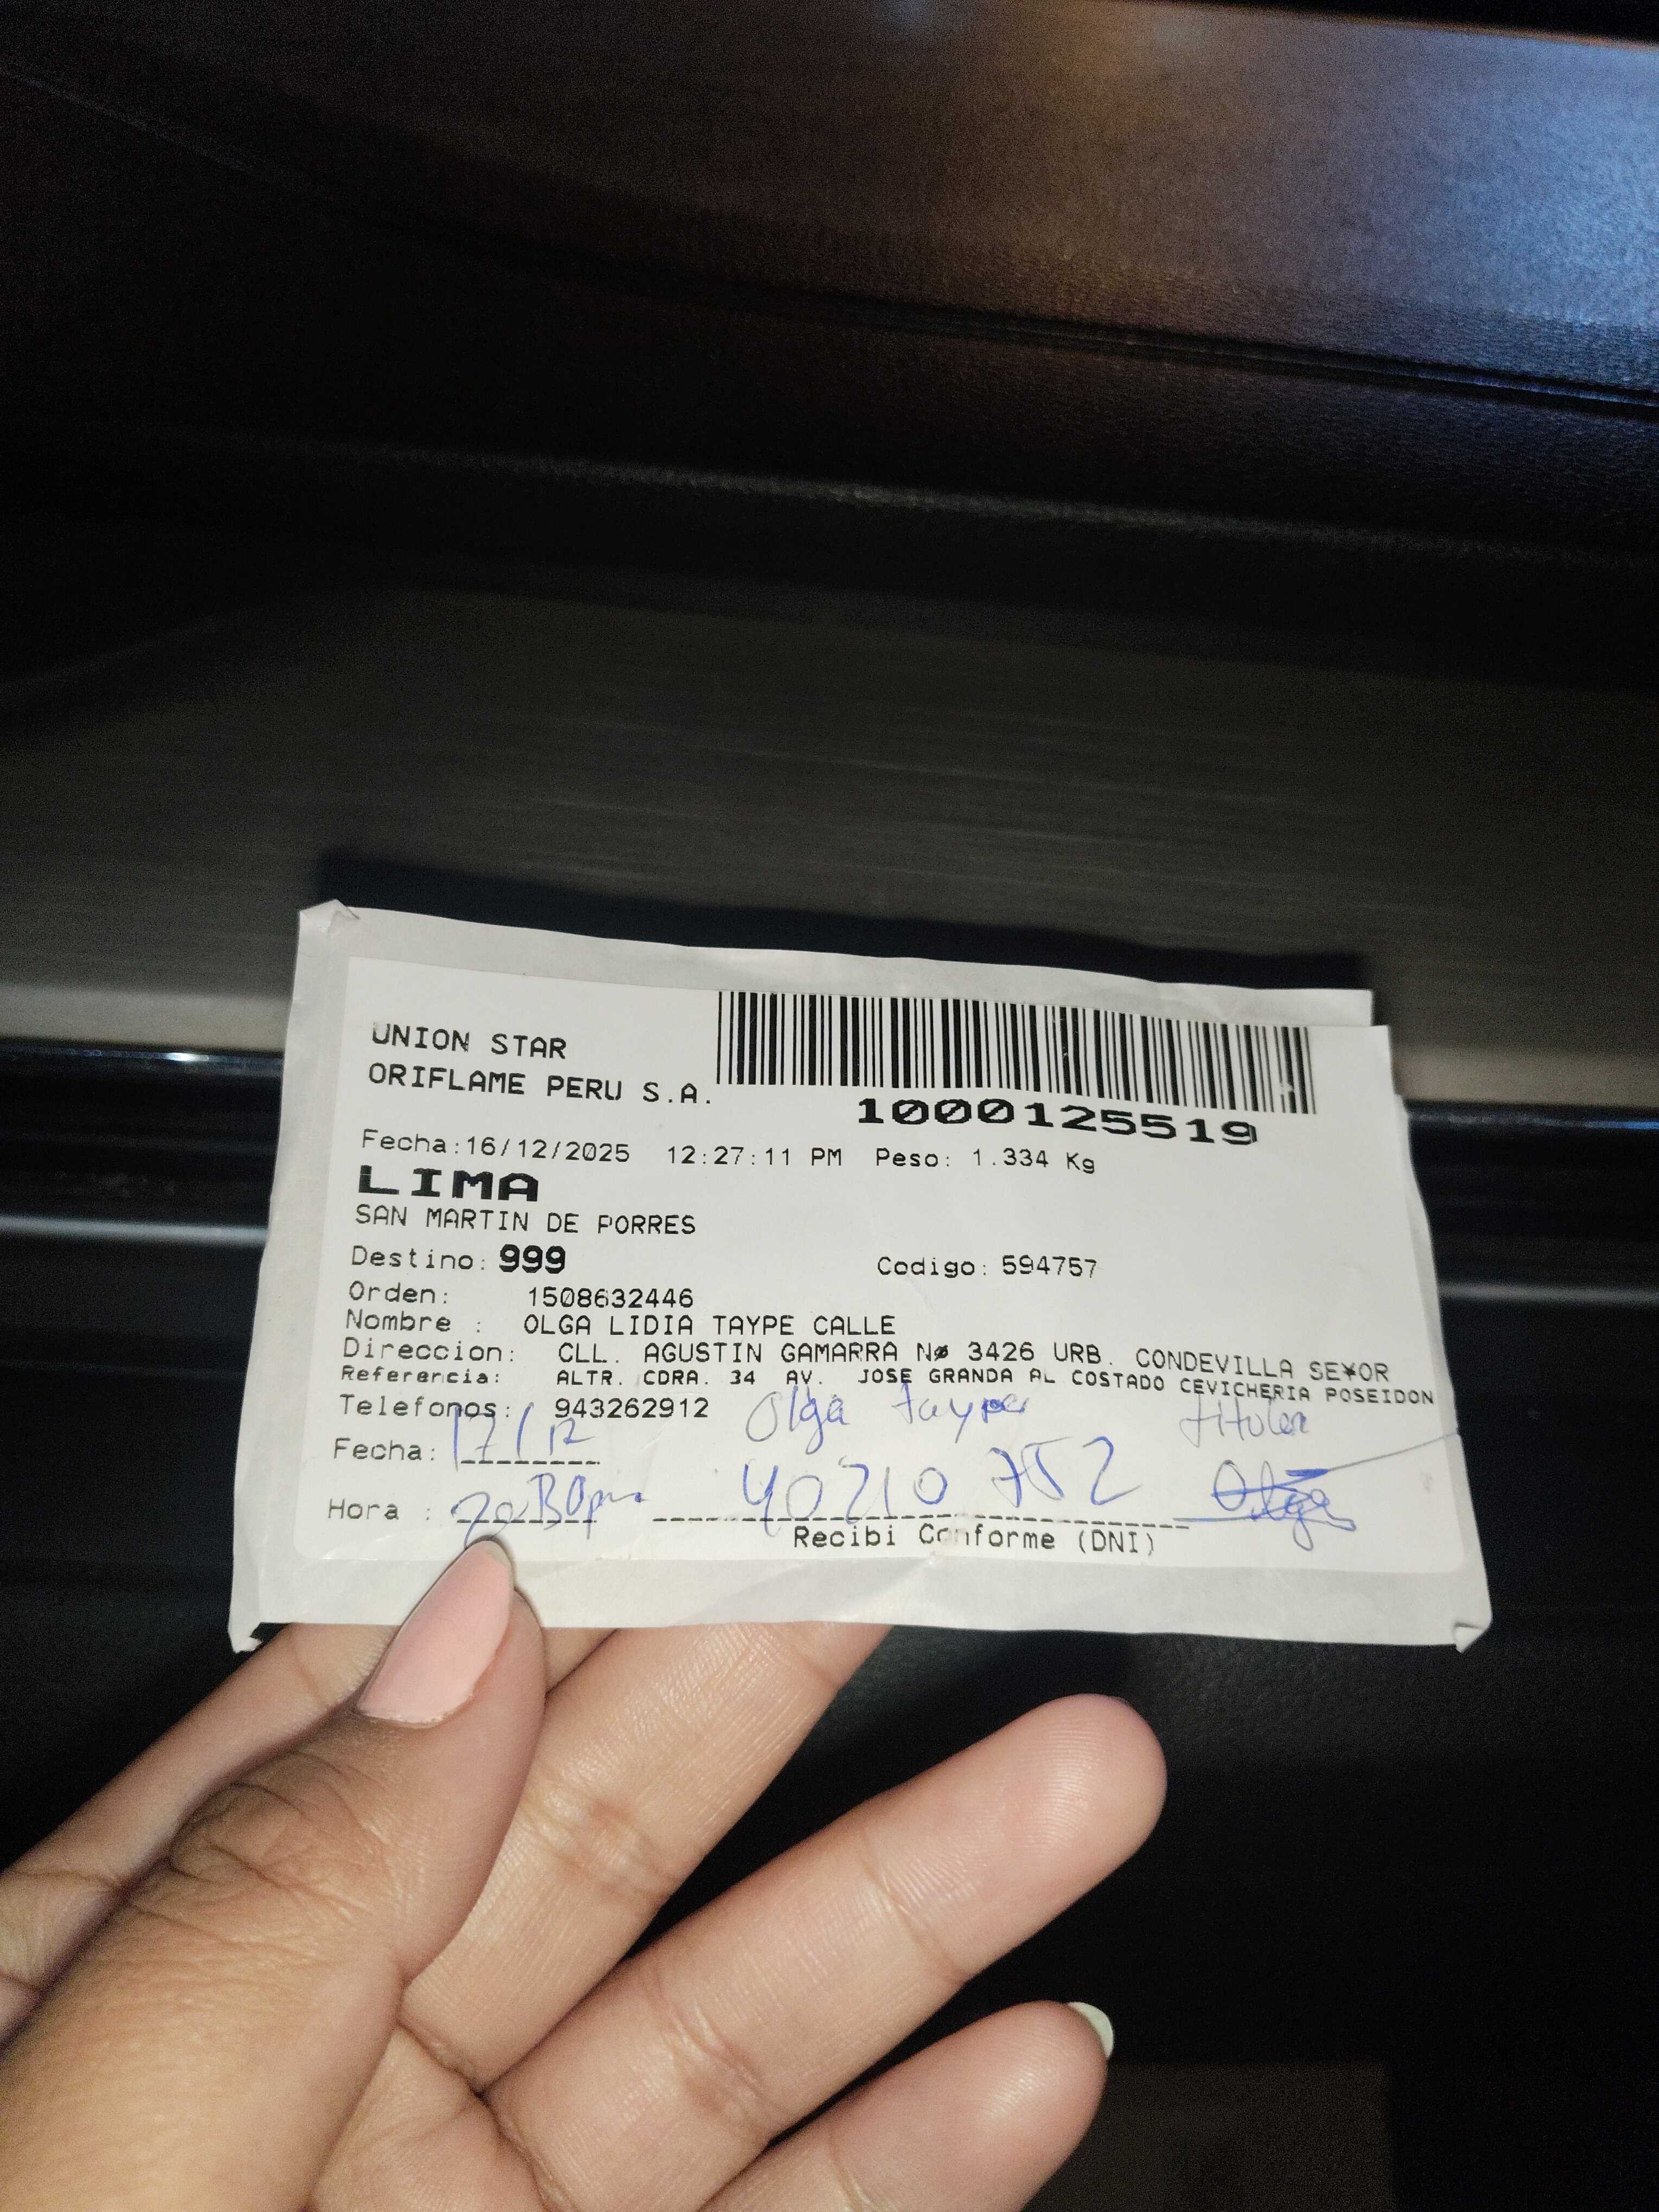 UNION STAR
ORIFLAME PERU S.A.
1000125519
Fecha:16/12/2025 12:27:11 PM Peso: 1.334 Kg
LIMA
SAN MARTIN DE PORRES
Destino: 999 Codigo: 594757
Orden: 1508632446
Nombre : OLGA LIDIA TAYPE CALLE
Direccion: CLL. AGUSTIN GAMARRA Nø 3426 URB. CONDEVILLA SE¥OR
Referencia: ALTR. CDRA. 34 AV. JOSE GRANDA AL COSTADO CEVICHERIA POSEIDON
Telefonos: 943262912 Olga Taype titular
Fecha: 17/12
Hora : 40210752 Olga
Recibi Conforme (DNI)